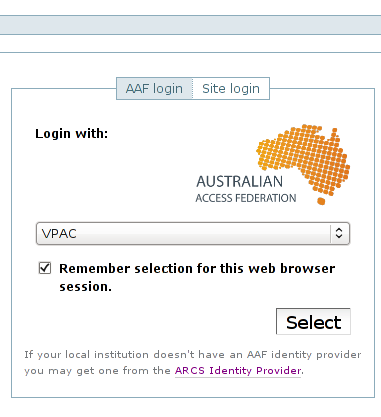 AAF login Site login
Login with:
AUSTRALIAN
ACCESS FEDERATION
VPAC
Remember selection for this web browser
session.
Select
If your local institution doesn't have an AAF identity provider
you may get one from the ARCS Identity Provider.